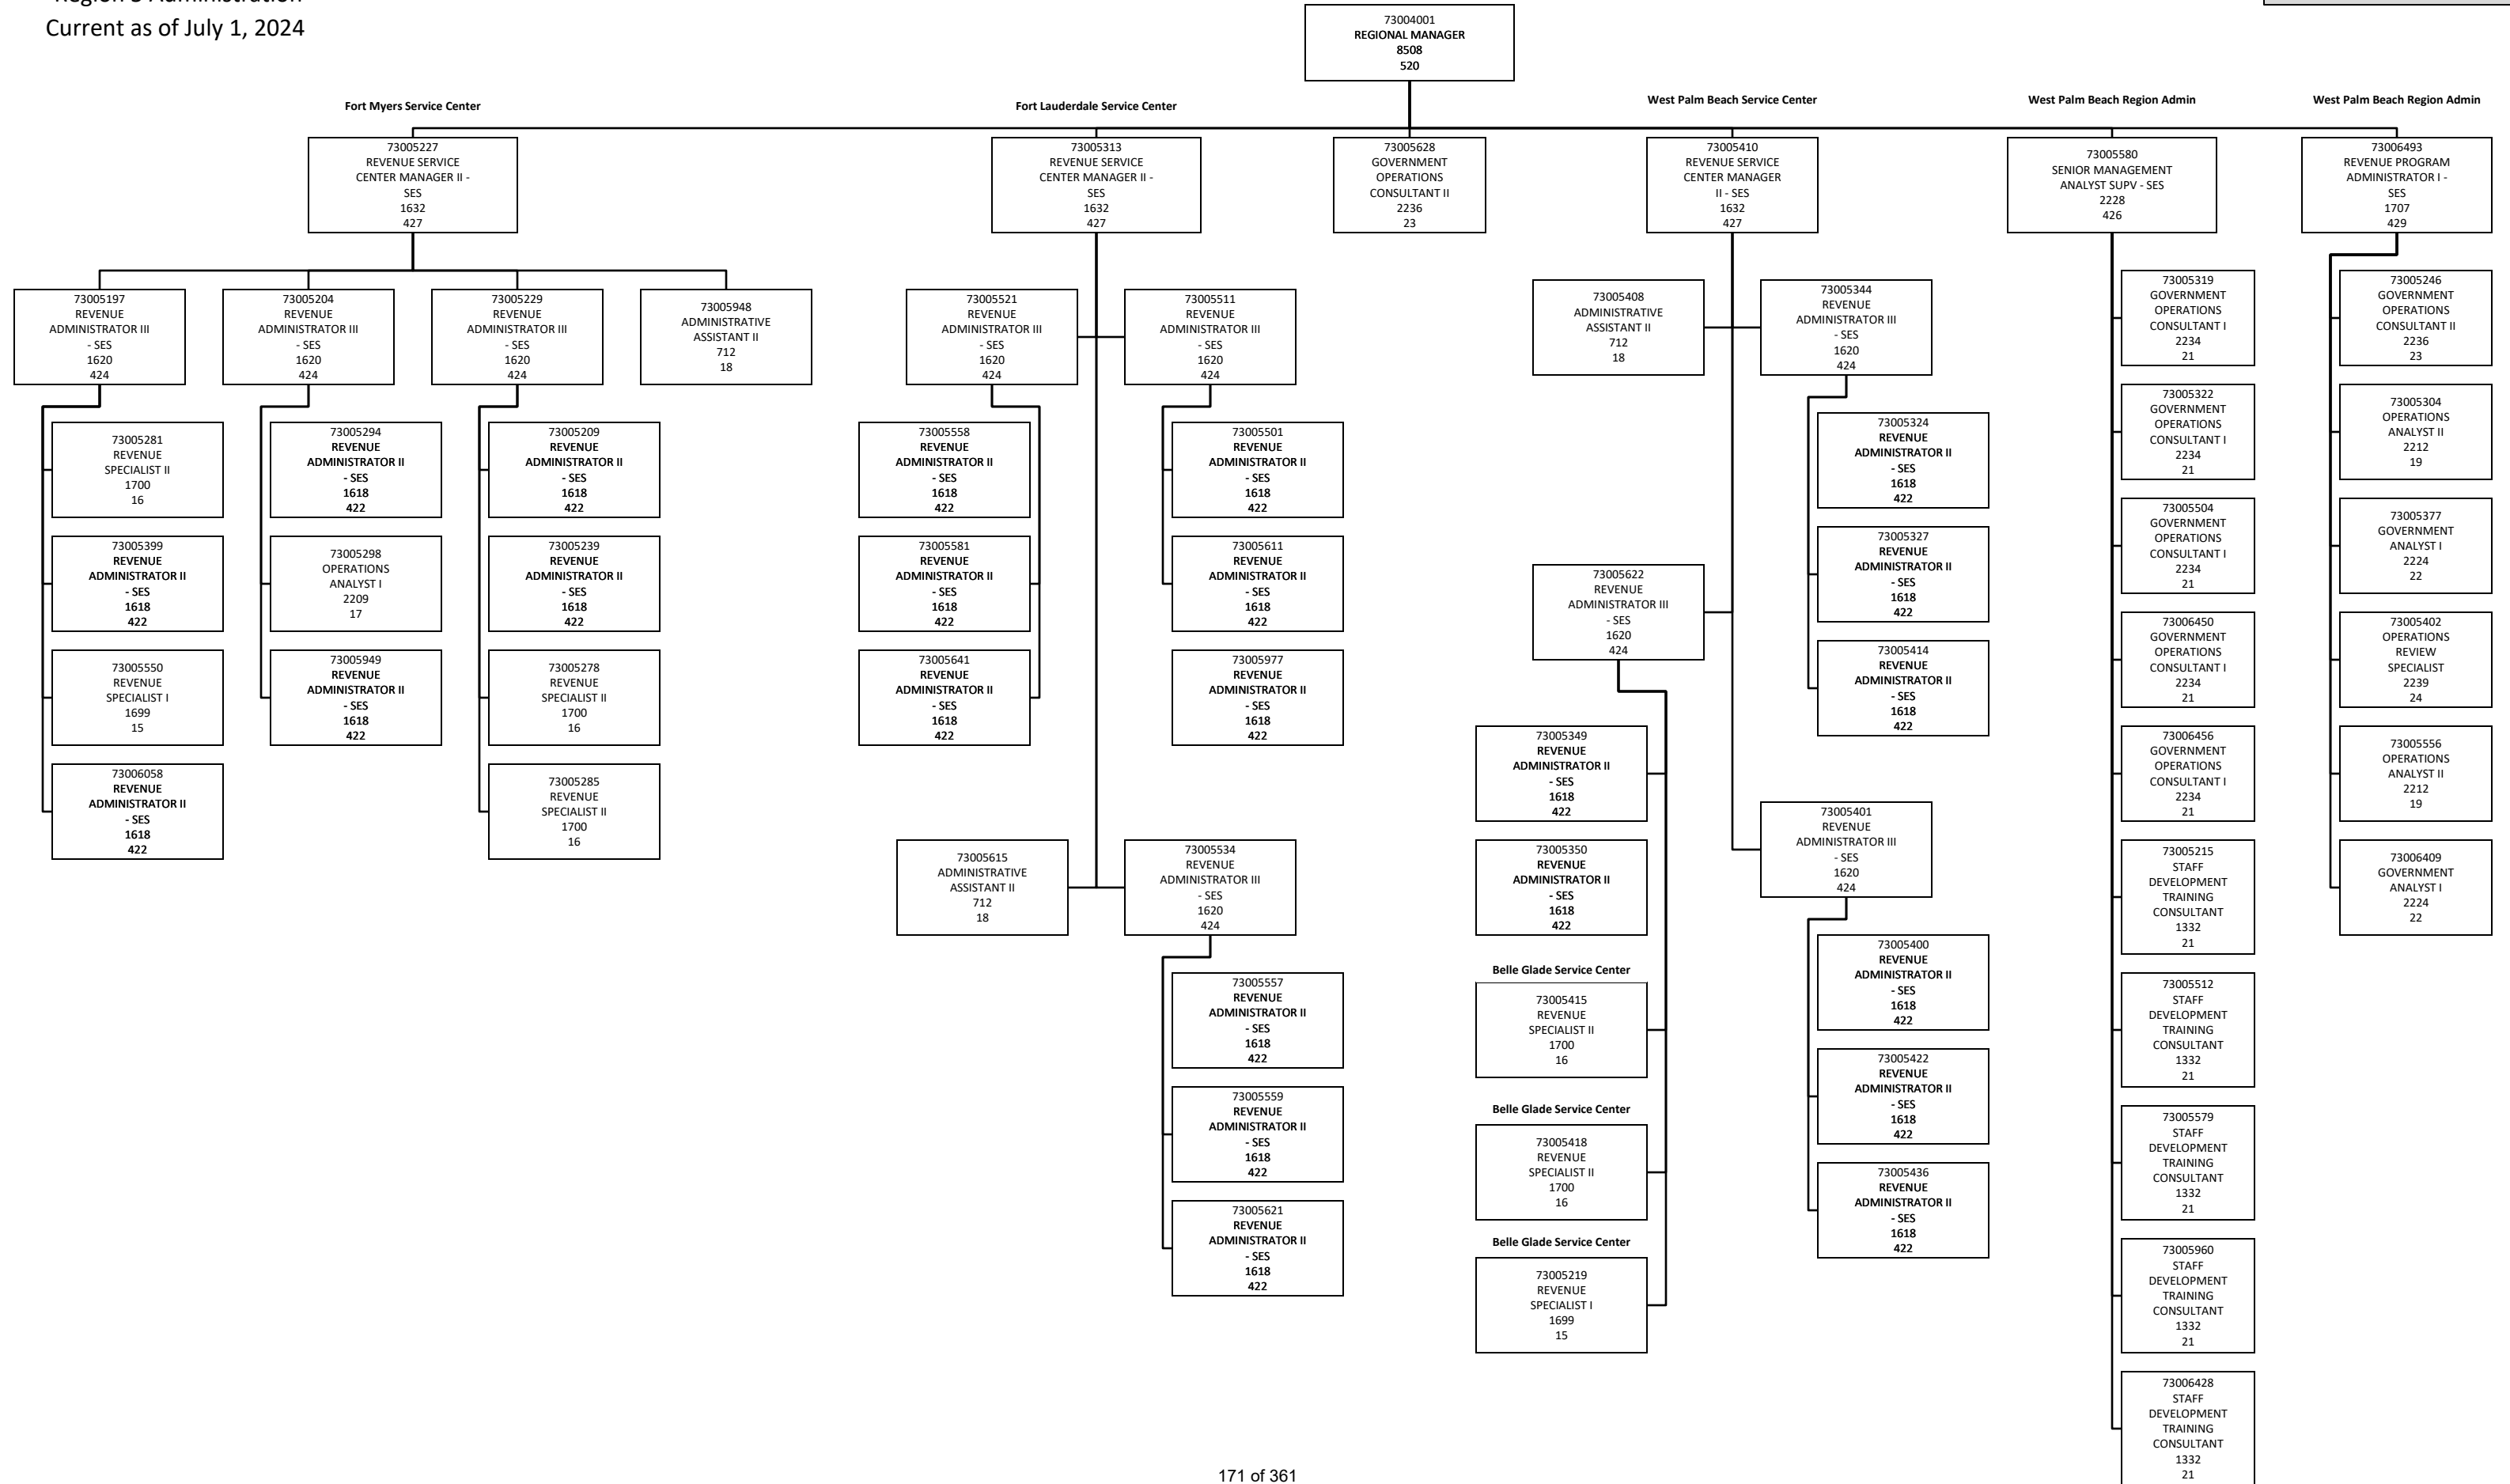 Region 5 Administration
Current as of July 1, 2024
73004001
REGIONAL MANAGER
8508
520
Fort Myers Service Center
Fort Lauderdale Service Center
West Palm Beach Service Center
West Palm Beach Region Admin
West Palm Beach Region Admin
73005227
REVENUE SERVICE
CENTER MANAGER II -
SES
1632
427
73005313
REVENUE SERVICE
CENTER MANAGER II -
SES
1632
427
73005628
GOVERNMENT
OPERATIONS
CONSULTANT II
2236
23
73005410
REVENUE SERVICE
CENTER MANAGER
II - SES
1632
427
73005580
SENIOR MANAGEMENT
ANALYST SUPV - SES
2228
426
73006493
REVENUE PROGRAM
ADMINISTRATOR I -
SES
1707
429
73005197
REVENUE
ADMINISTRATOR III
- SES
1620
424
73005204
REVENUE
ADMINISTRATOR III
- SES
1620
424
73005229
REVENUE
ADMINISTRATOR III
- SES
1620
424
73005948
ADMINISTRATIVE
ASSISTANT II
712
18
73005281
REVENUE
SPECIALIST II
1700
16
73005399
REVENUE
ADMINISTRATOR II
- SES
1618
422
73005550
REVENUE
SPECIALIST I
1699
15
73006058
REVENUE
ADMINISTRATOR II
- SES
1618
422
73005294
REVENUE
ADMINISTRATOR II
- SES
1618
422
73005298
OPERATIONS
ANALYST I
2209
17
73005949
REVENUE
ADMINISTRATOR II
- SES
1618
422
73005209
REVENUE
ADMINISTRATOR II
- SES
1618
422
73005239
REVENUE
ADMINISTRATOR II
- SES
1618
422
73005278
REVENUE
SPECIALIST II
1700
16
73005285
REVENUE
SPECIALIST II
1700
16
73005521
REVENUE
ADMINISTRATOR III
- SES
1620
424
73005511
REVENUE
ADMINISTRATOR III
- SES
1620
424
73005558
REVENUE
ADMINISTRATOR II
- SES
1618
422
73005581
REVENUE
ADMINISTRATOR II
- SES
1618
422
73005641
REVENUE
ADMINISTRATOR II
- SES
1618
422
73005501
REVENUE
ADMINISTRATOR II
- SES
1618
422
73005611
REVENUE
ADMINISTRATOR II
- SES
1618
422
73005977
REVENUE
ADMINISTRATOR II
- SES
1618
422
73005615
ADMINISTRATIVE
ASSISTANT II
712
18
73005534
REVENUE
ADMINISTRATOR III
- SES
1620
424
73005557
REVENUE
ADMINISTRATOR II
- SES
1618
422
73005559
REVENUE
ADMINISTRATOR II
- SES
1618
422
73005621
REVENUE
ADMINISTRATOR II
- SES
1618
422
73005408
ADMINISTRATIVE
ASSISTANT II
712
18
73005344
REVENUE
ADMINISTRATOR III
- SES
1620
424
73005324
REVENUE
ADMINISTRATOR II
- SES
1618
422
73005327
REVENUE
ADMINISTRATOR II
- SES
1618
422
73005414
REVENUE
ADMINISTRATOR II
- SES
1618
422
73005622
REVENUE
ADMINISTRATOR III
- SES
1620
424
73005349
REVENUE
ADMINISTRATOR II
- SES
1618
422
73005350
REVENUE
ADMINISTRATOR II
- SES
1618
422
Belle Glade Service Center
73005415
REVENUE
SPECIALIST II
1700
16
Belle Glade Service Center
73005418
REVENUE
SPECIALIST II
1700
16
Belle Glade Service Center
73005219
REVENUE
SPECIALIST I
1699
15
73005401
REVENUE
ADMINISTRATOR III
- SES
1620
424
73005400
REVENUE
ADMINISTRATOR II
- SES
1618
422
73005422
REVENUE
ADMINISTRATOR II
- SES
1618
422
73005436
REVENUE
ADMINISTRATOR II
- SES
1618
422
73005319
GOVERNMENT
OPERATIONS
CONSULTANT I
2234
21
73005322
GOVERNMENT
OPERATIONS
CONSULTANT I
2234
21
73005504
GOVERNMENT
OPERATIONS
CONSULTANT I
2234
21
73006450
GOVERNMENT
OPERATIONS
CONSULTANT I
2234
21
73006456
GOVERNMENT
OPERATIONS
CONSULTANT I
2234
21
73005215
STAFF
DEVELOPMENT
TRAINING
CONSULTANT
1332
21
73005512
STAFF
DEVELOPMENT
TRAINING
CONSULTANT
1332
21
73005579
STAFF
DEVELOPMENT
TRAINING
CONSULTANT
1332
21
73005960
STAFF
DEVELOPMENT
TRAINING
CONSULTANT
1332
21
73006428
STAFF
DEVELOPMENT
TRAINING
CONSULTANT
1332
21
73005246
GOVERNMENT
OPERATIONS
CONSULTANT II
2236
23
73005304
OPERATIONS
ANALYST II
2212
19
73005377
GOVERNMENT
ANALYST I
2224
22
73005402
OPERATIONS
REVIEW
SPECIALIST
2239
24
73005556
OPERATIONS
ANALYST II
2212
19
73006409
GOVERNMENT
ANALYST I
2224
22
171 of 361